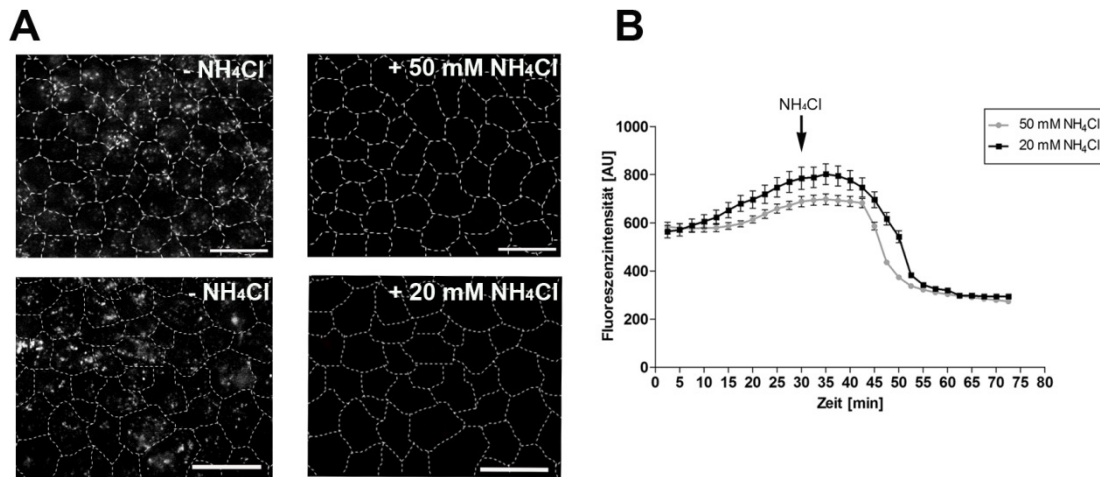 A
- NH₄Cl
+ 50 mM NH₄Cl
- NH₄Cl
+ 20 mM NH₄Cl
B
NH₄Cl
50 mM NH₄Cl
20 mM NH₄Cl
Fluoreszenzintensität [AU]
1000
800
600
400
200
0
0 5 10 15 20 25 30 35 40 45 50 55 60 65 70 75 80
Zeit [min]